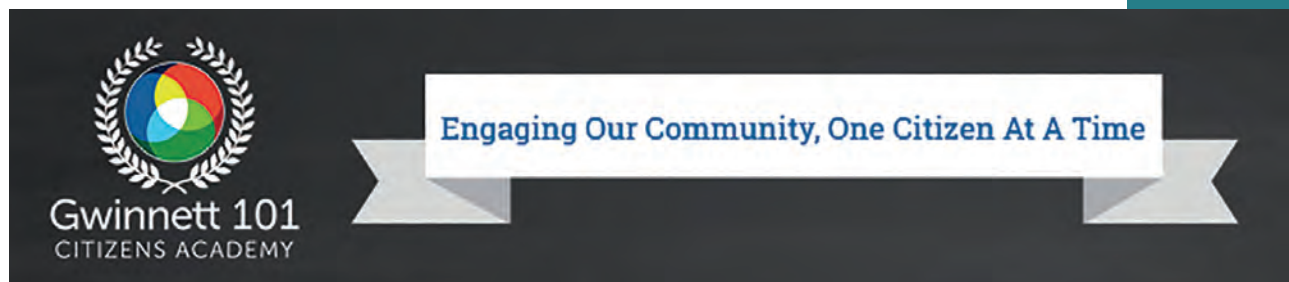 Engaging Our Community, One Citizen At A Time
Gwinnett 101
CITIZENS ACADEMY